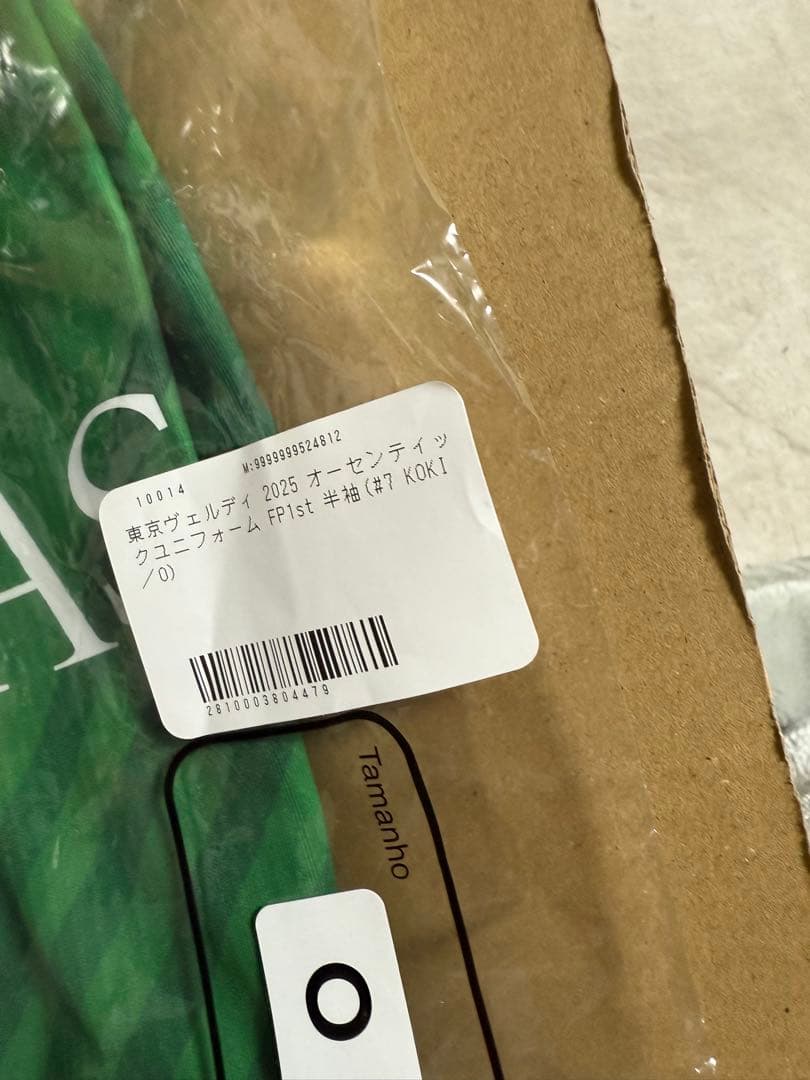 AS
10014 M:9999999524812
東京ヴェルディ 2025 オーセンティッ
クユニフォーム FP1st 半袖(#7 KOKI
/O)
2810003804479
Tamanho
O